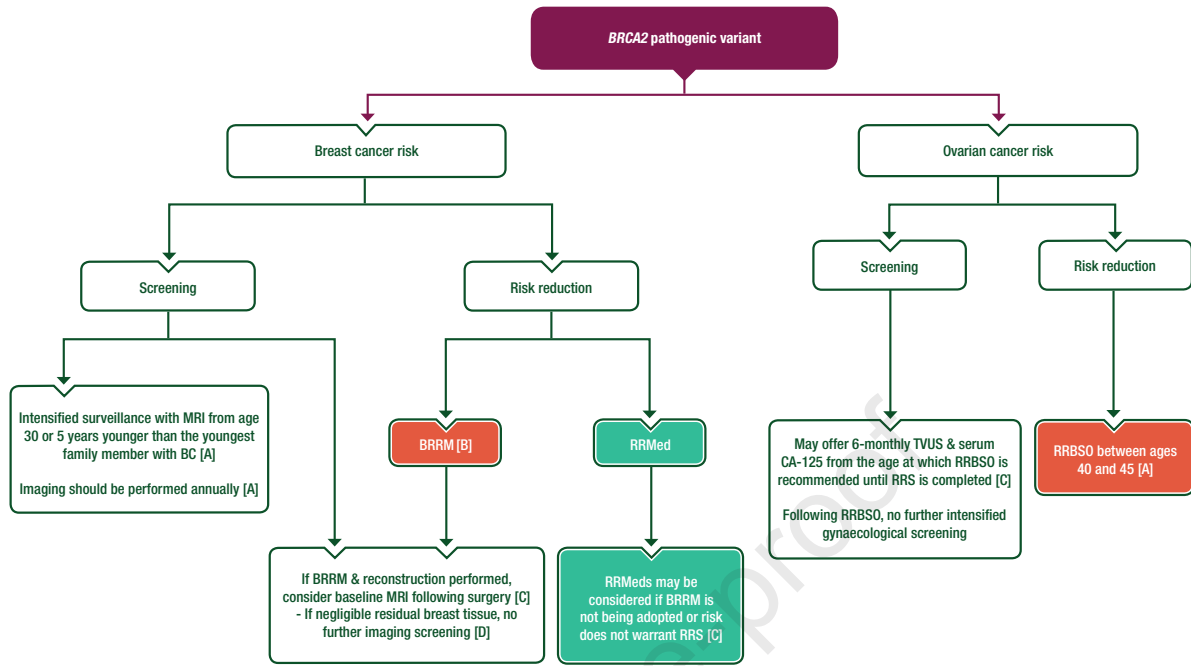 BRCA2 pathogenic variant
Breast cancer risk
Ovarian cancer risk
Screening
Risk reduction
Screening
Risk reduction
Intensified surveillance with MRI from age
30 or 5 years younger than the youngest
family member with BC [A]
Imaging should be performed annually [A]
BRRM [B]
RRMed
May offer 6-monthly TVUS & serum
CA-125 from the age at which RRBSO is
recommended until RRS is completed [C]
Following RRBSO, no further intensified
gynaecological screening
RRBSO between ages
40 and 45 [A]
If BRRM & reconstruction performed,
consider baseline MRI following surgery [C]
- If negligible residual breast tissue, no
further imaging screening [D]
RRMeds may be
considered if BRRM is
not being adopted or risk
does not warrant RRS [C]